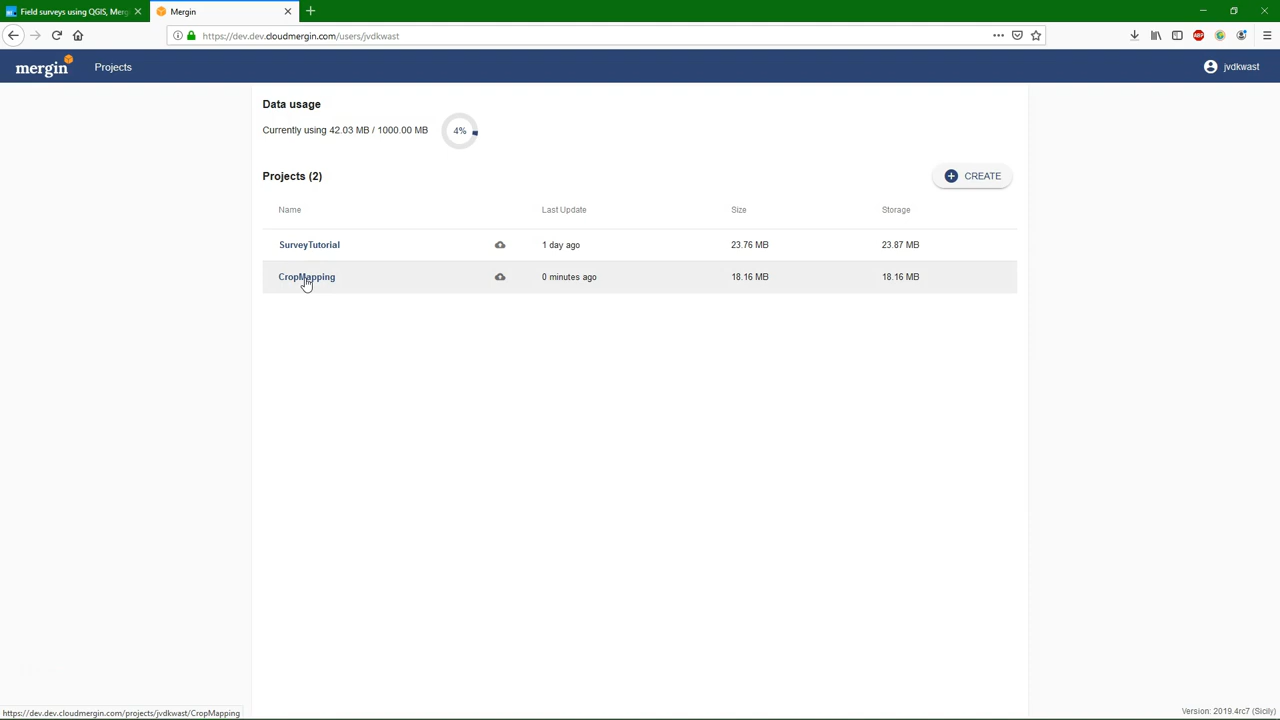 Field surveys using QGIS, Merg
Mergin
https://dev.dev.cloudmergin.com/users/jvdkwast
mergin
Projects
jvdkwast
Data usage
Currently using 42.03 MB / 1000.00 MB
4%
Projects (2)
CREATE
Name Last Update Size Storage
SurveyTutorial 1 day ago 23.76 MB 23.87 MB
CropMapping 0 minutes ago 18.16 MB 18.16 MB
https://dev.dev.cloudmergin.com/projects/jvdkwast/CropMapping
Version: 2019.4rc7 (Sicily)